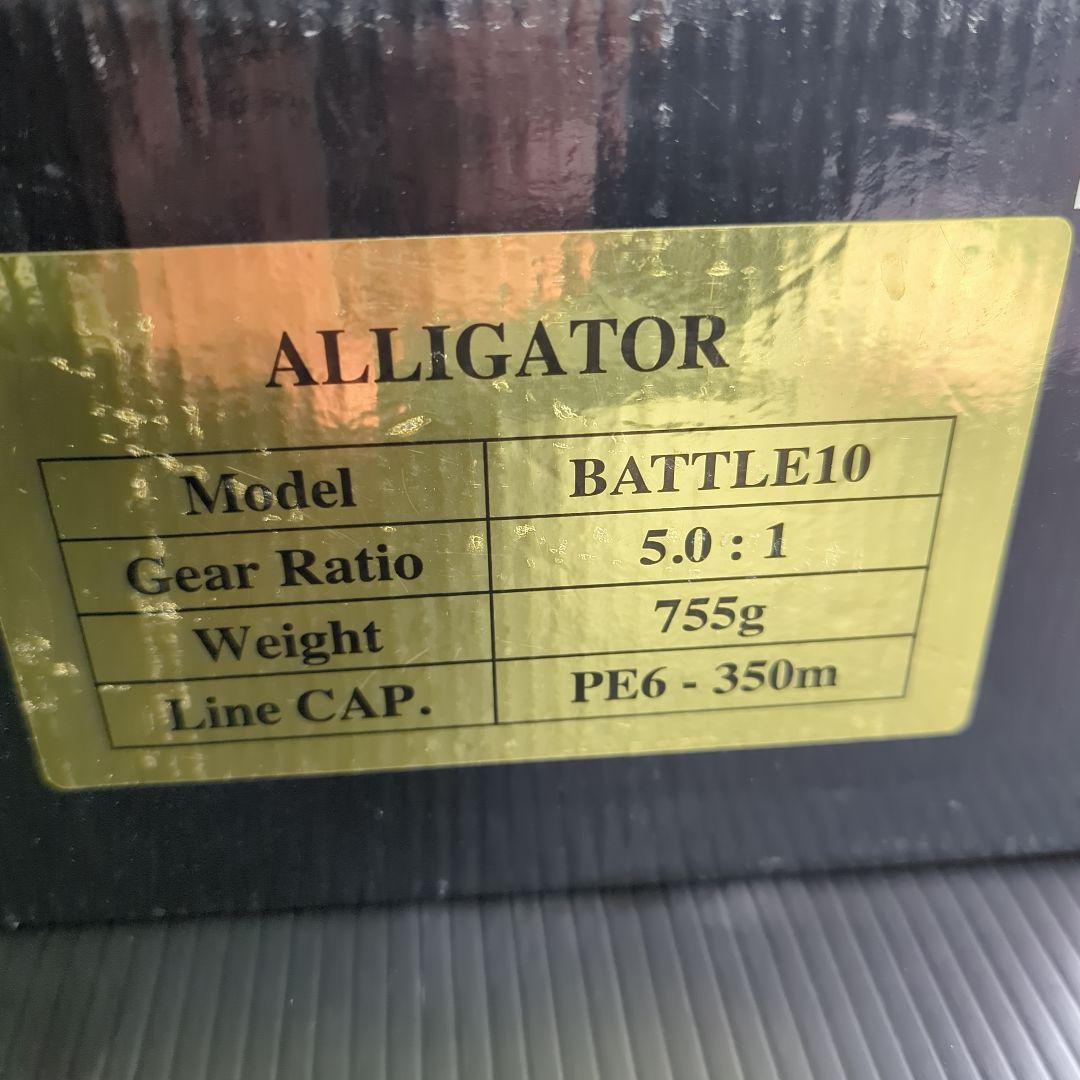 ALLIGATOR
Model BATTLE10
Gear Ratio 5.0 : 1
Weight 755g
Line CAP. PE6 - 350m